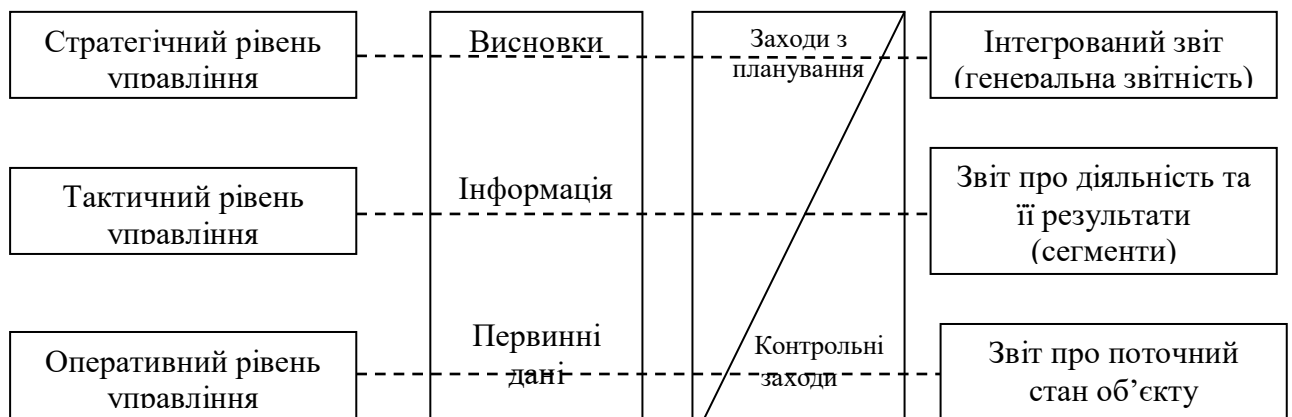 Стратегічний рівень
управління
Висновки
Заходи з
планування
Інтегрований звіт
(генеральна звітність)
Тактичний рівень
управління
Інформація
Звіт про діяльність та
її результати
(сегменти)
Оперативний рівень
управління
Первинні
дані
Контрольні
заходи
Звіт про поточний
стан об’єкту